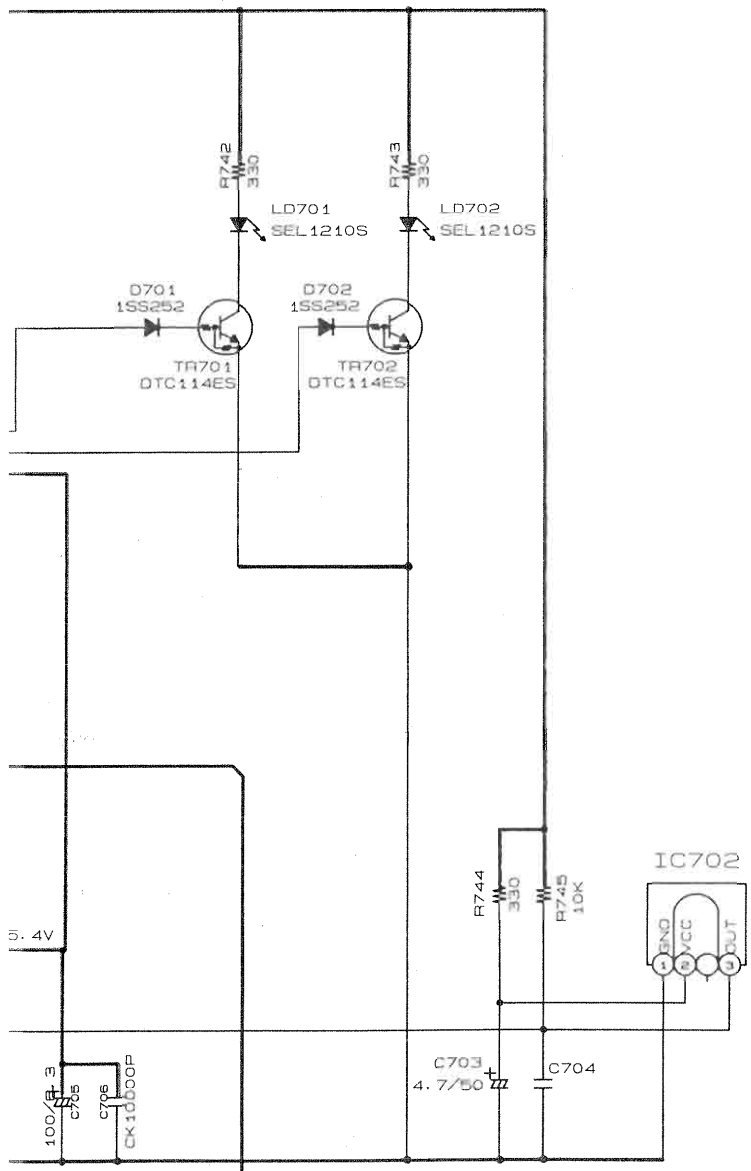 R742
330
R743
330
LD701
SEL1210S
LD702
SEL1210S
D701
1SS252
D702
1SS252
TR701
DTC114ES
TR702
DTC114ES
IC702
GND
VCC
OUT
1
2
3
R744
330
R745
10K
5.4V
C703
+
4.7/50
C704
C705
C706
CK10000P